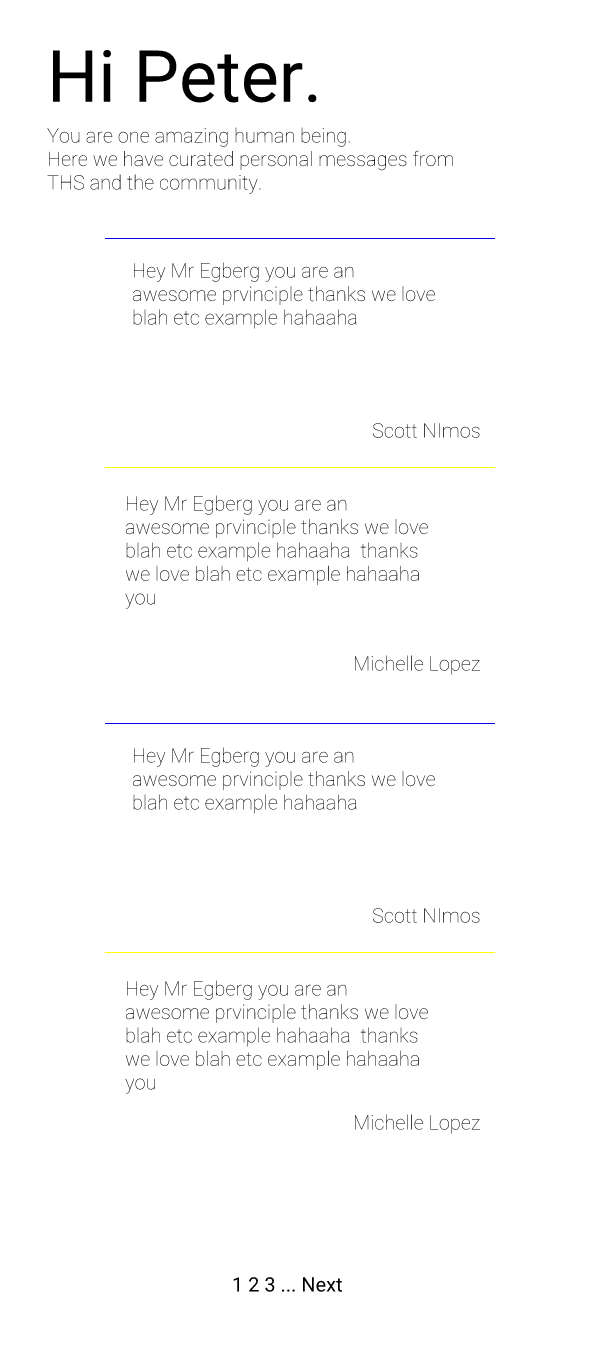 Hi Peter.
You are one amazing human being.
Here we have curated personal messages from
THS and the community.
Hey Mr Egberg you are an
awesome prvinciple thanks we love
blah etc example hahaaha
Scott NImos
Hey Mr Egberg you are an
awesome prvinciple thanks we love
blah etc example hahaaha  thanks
we love blah etc example hahaaha
you
Michelle Lopez
Hey Mr Egberg you are an
awesome prvinciple thanks we love
blah etc example hahaaha
Scott NImos
Hey Mr Egberg you are an
awesome prvinciple thanks we love
blah etc example hahaaha  thanks
we love blah etc example hahaaha
you
Michelle Lopez
1 2 3 ... Next